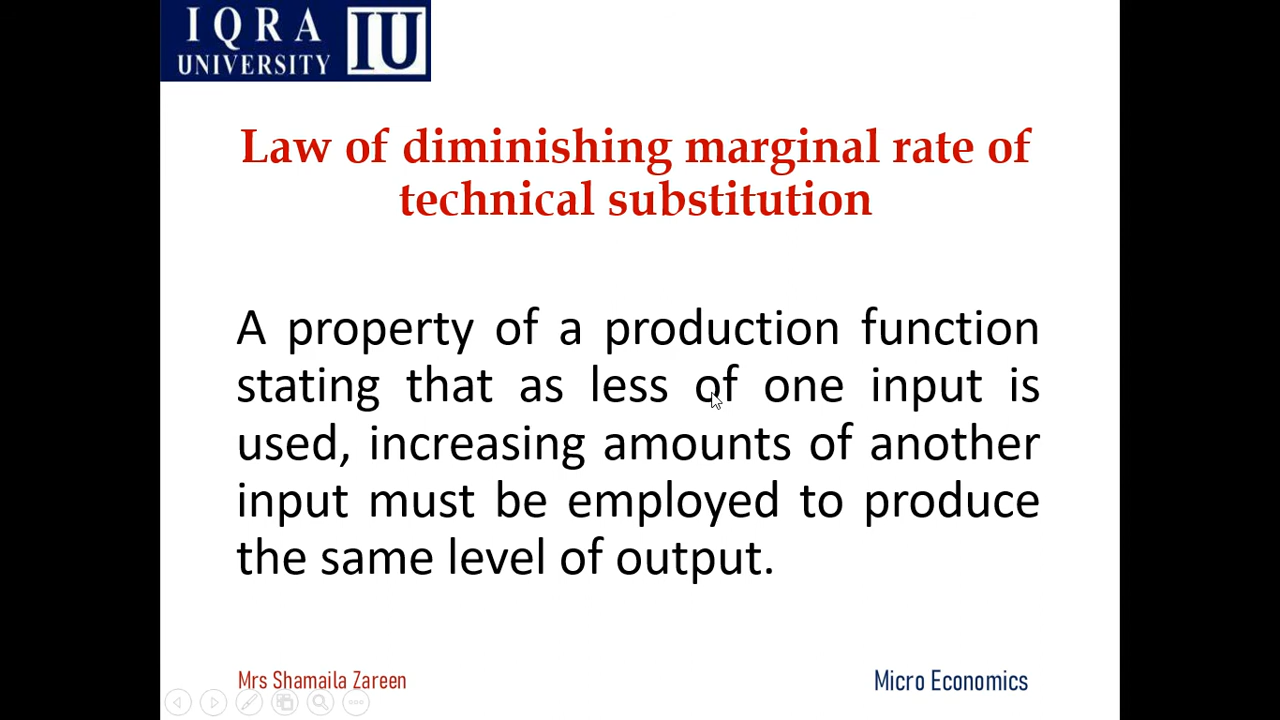 IQRA
UNIVERSITY IU
Law of diminishing marginal rate of
technical substitution
A property of a production function
stating that as less of one input is
used, increasing amounts of another
input must be employed to produce
the same level of output.
Mrs Shamaila Zareen
Micro Economics